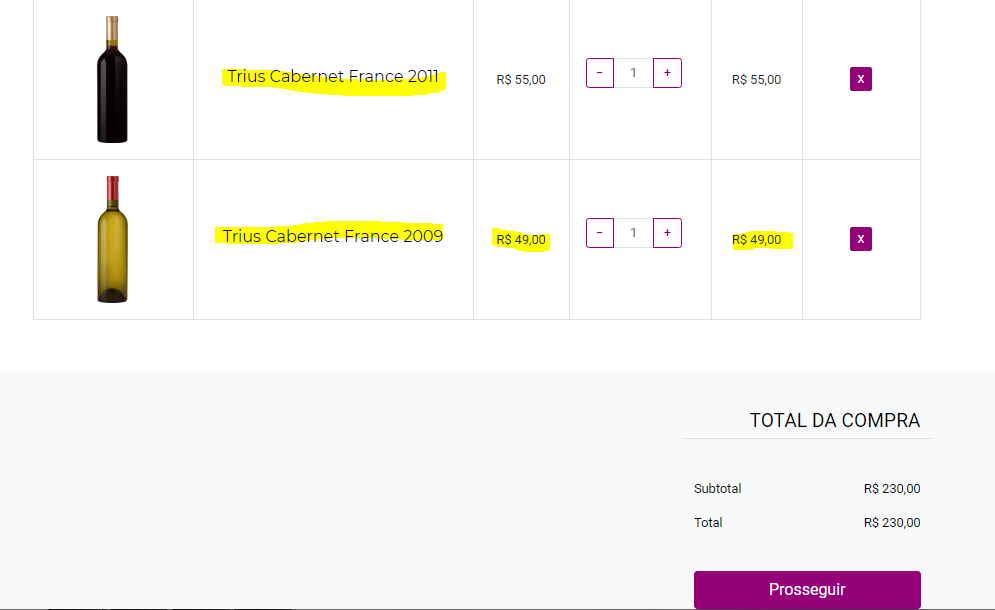 Trius Cabernet France 2011 R$ 55,00 − 1 + R$ 55,00 x
Trius Cabernet France 2009 R$ 49,00 − 1 + R$ 49,00 x
TOTAL DA COMPRA
Subtotal R$ 230,00
Total R$ 230,00
Prosseguir